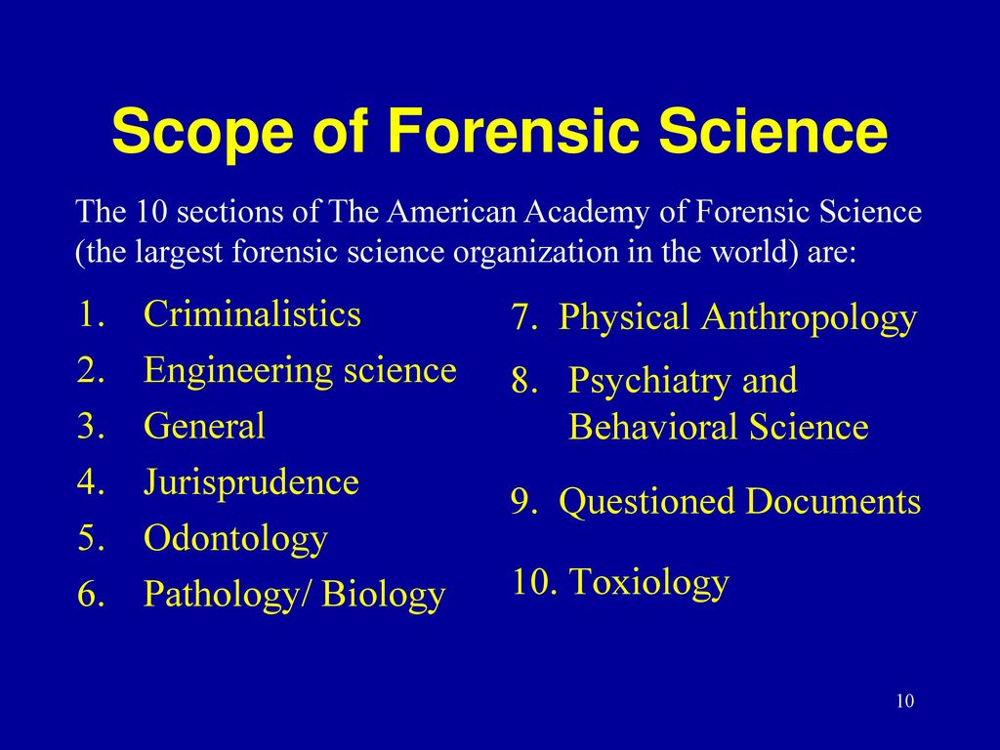 Scope of Forensic Science
The 10 sections of The American Academy of Forensic Science
(the largest forensic science organization in the world) are:
1. Criminalistics
2. Engineering science
3. General
4. Jurisprudence
5. Odontology
6. Pathology/ Biology
7. Physical Anthropology
8. Psychiatry and
Behavioral Science
9. Questioned Documents
10. Toxiology
10